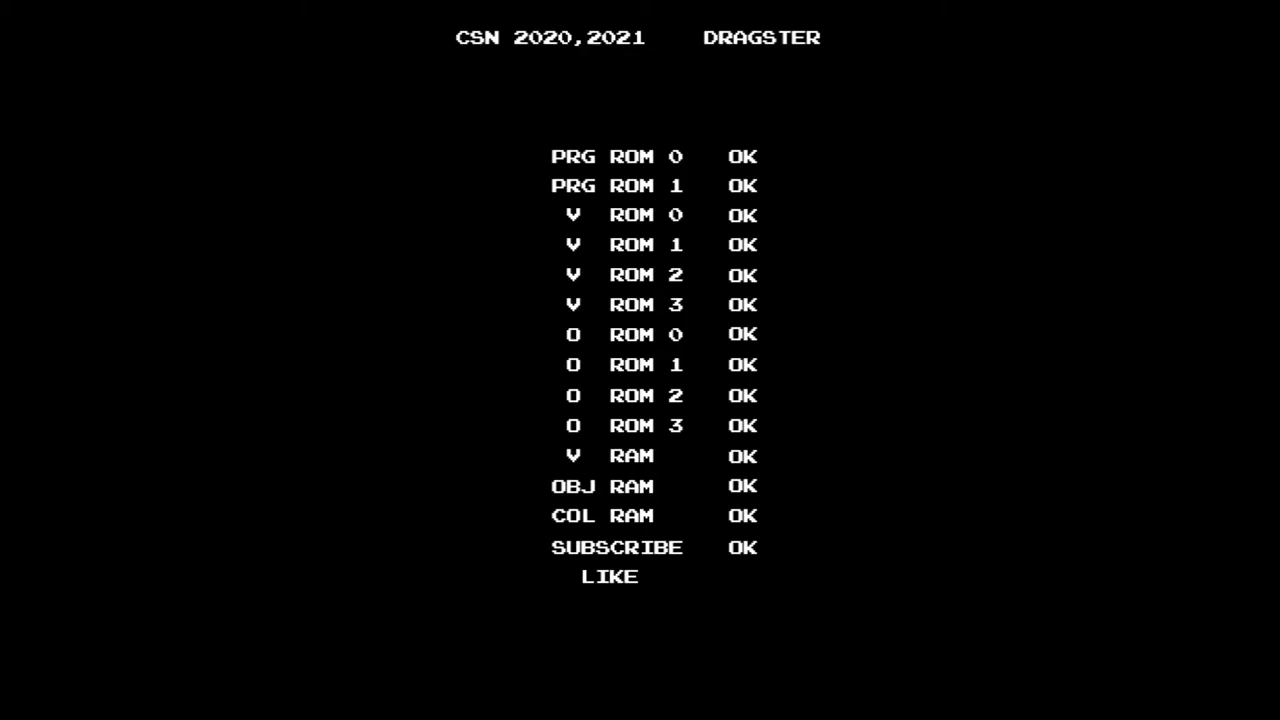 CSN 2020,2021 DRAGSTER
PRG ROM 0 OK
PRG ROM 1 OK
V ROM 0 OK
V ROM 1 OK
V ROM 2 OK
V ROM 3 OK
O ROM 0 OK
O ROM 1 OK
O ROM 2 OK
O ROM 3 OK
V RAM OK
OBJ RAM OK
COL RAM OK
SUBSCRIBE OK
LIKE